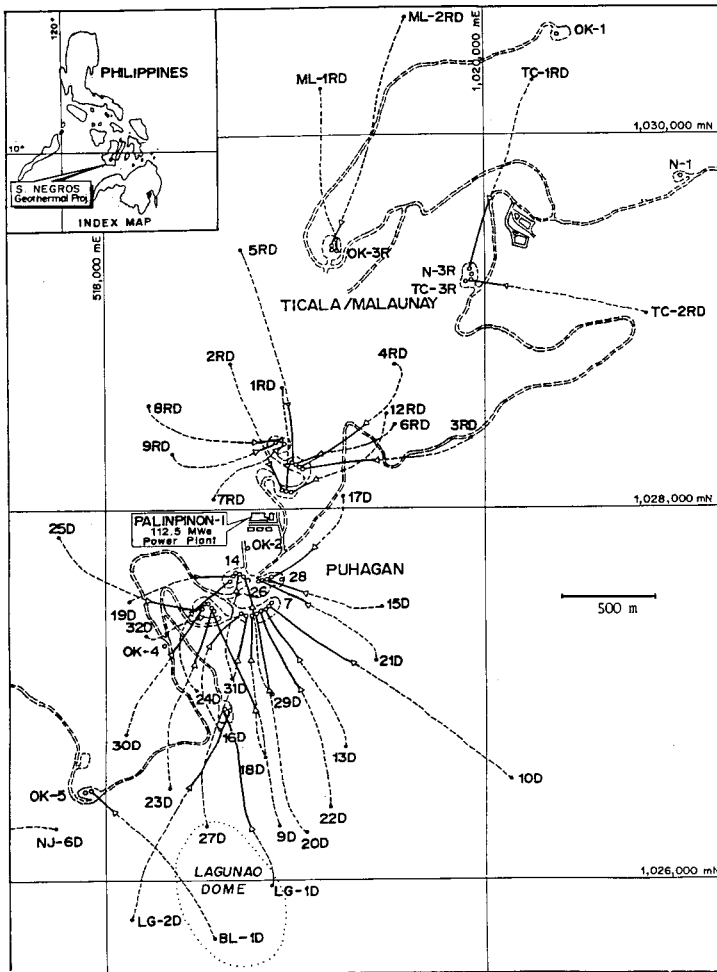 120°
PHILIPPINES
10°
S. NEGROS
Geothermal Proj.
INDEX MAP
ML-2RD
OK-1
1,020,000 mE
TC-1RD
ML-1RD
1,030,000 mN
N-1
518,000 mE
5RD
OK-3R
N-3R
TC-3R
TICALA/MALAUNAY
TC-2RD
2RD
4RD
1RD
8RD
12RD
6RD
3RD
9RD
7RD
17D
1,028,000 mN
PALINPINON-I
112.5 MWe
Power Plant
25D
OK-2
14
PUHAGAN
28
26
7
500 m
19D
15D
32D
OK-4
21D
31D
24D
29D
16D
30D
13D
18D
10D
OK-5
23D
22D
27D
9D
20D
NJ-6D
LAGUNAO
DOME
1,026,000 mN
LG-1D
LG-2D
BL-1D